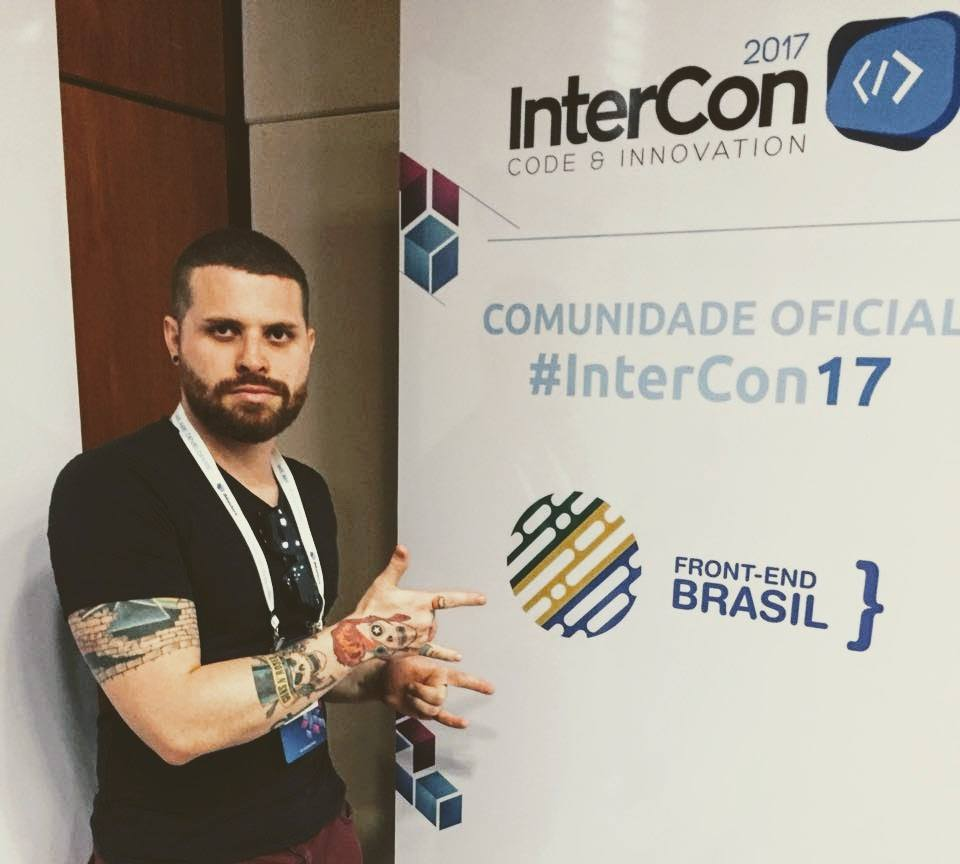 2017
InterCon
CODE & INNOVATION
</>
COMUNIDADE OFICIAL
#InterCon17
FRONT-END
BRASIL }